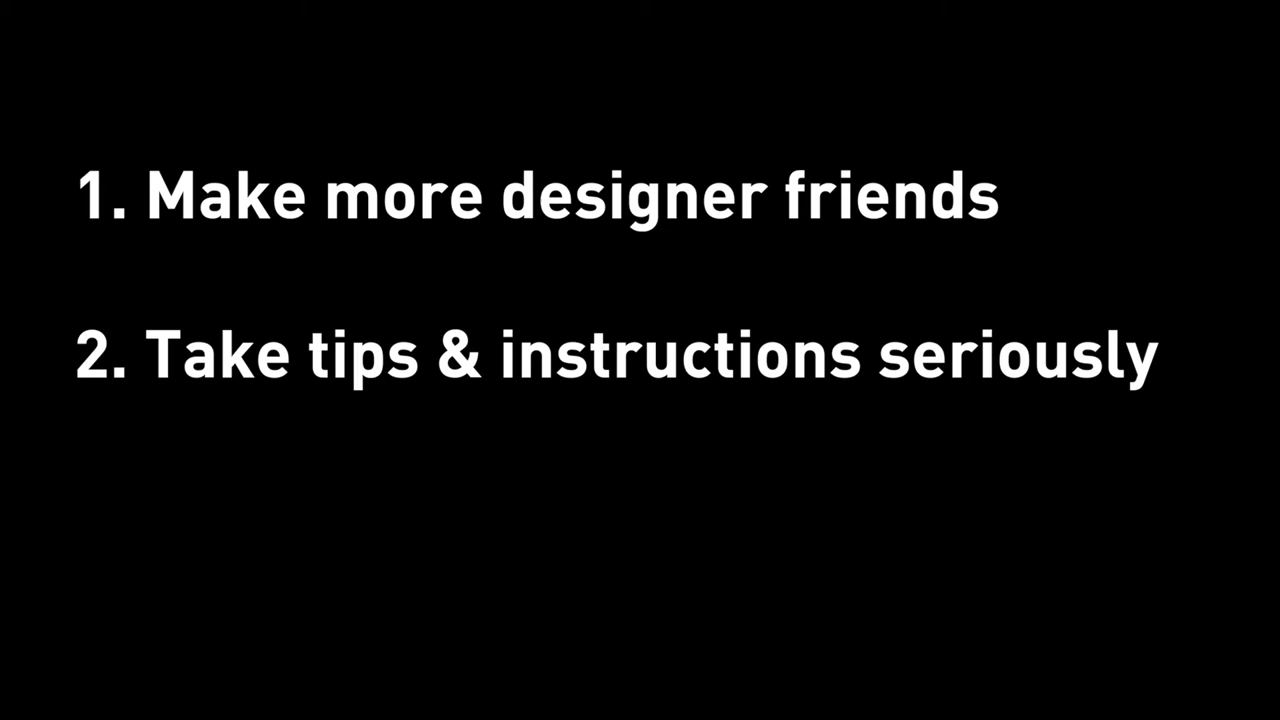 1. Make more designer friends
2. Take tips & instructions seriously